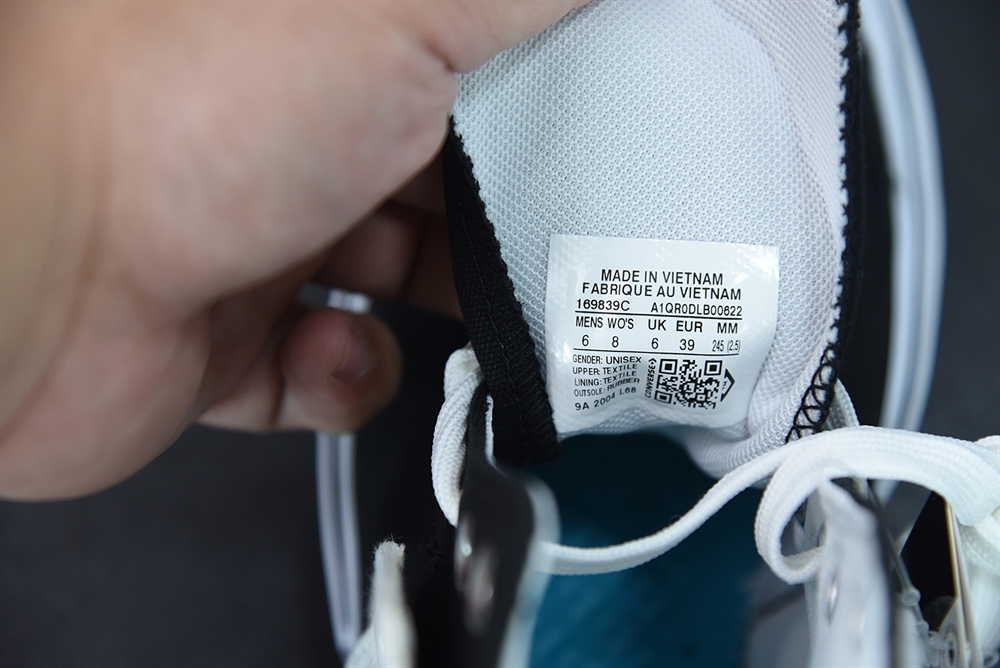 MADE IN VIETNAM
FABRIQUE AU VIETNAM
169839C A1QR0DLB00622
MENS WO'S UK EUR MM
6 8 6 39 245 (2.5)
GENDER: UNISEX
UPPER: TEXTILE
LINING: TEXTILE
OUTSOLE: RUBBER
9A 2004 L68
CONVERSE